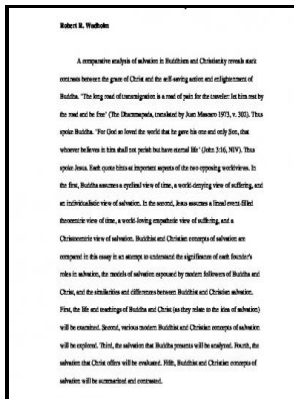 Robert M. Wadholm
A comparative analysis of salvation in Buddhism and Christianity reveals stark
contrasts between the grace of Christ and the self-saving action and enlightenment of
Buddha. "The long road of transmigration is a road of pain for the traveler: let him rest by
the road and be free" (The Dhammapada, translated by Juan Mascaro 1973, v. 302). Thus
spoke Buddha. "For God so loved the world that he gave his one and only Son, that
whoever believes in him shall not perish but have eternal life" (John 3:16, NIV). Thus
spoke Jesus. Each quote hints at important aspects of the two opposing worldviews. In
the first, Buddha assumes a cyclical view of time, a world-denying view of suffering, and
an individualistic view of salvation. In the second, Jesus assumes a lineal event-filled
theocentric view of time, a world-loving empathetic view of suffering, and a
Christocentric view of salvation. Buddhist and Christian concepts of salvation are
compared in this essay in an attempt to understand the significance of each founder's
roles in salvation, the models of salvation espoused by modern followers of Buddha and
Christ, and the similarities and differences between Buddhist and Christian salvation.
First, the life and teachings of Buddha and Christ (as they relate to the idea of salvation)
will be examined. Second, various modern Buddhist and Christian concepts of salvation
will be explored. Third, the salvation that Buddha presents will be analyzed. Fourth, the
salvation that Christ offers will be evaluated. Fifth, Buddhist and Christian concepts of
salvation will be summarized and contrasted.